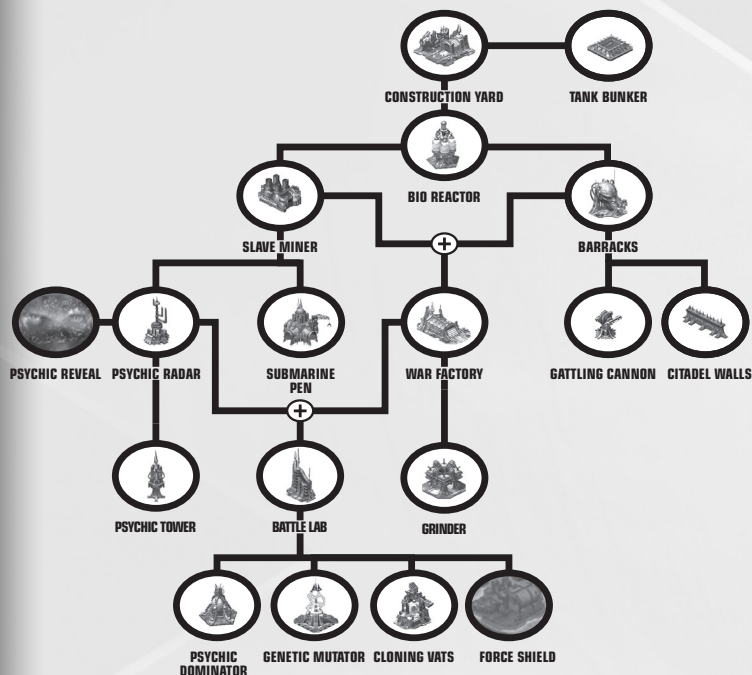 CONSTRUCTION YARD
TANK BUNKER
BIO REACTOR
SLAVE MINER
+
BARRACKS
PSYCHIC REVEAL
PSYCHIC RADAR
SUBMARINE
PEN
WAR FACTORY
GATTLING CANNON
CITADEL WALLS
+
PSYCHIC TOWER
BATTLE LAB
GRINDER
PSYCHIC
DOMINATOR
GENETIC MUTATOR
CLONING VATS
FORCE SHIELD